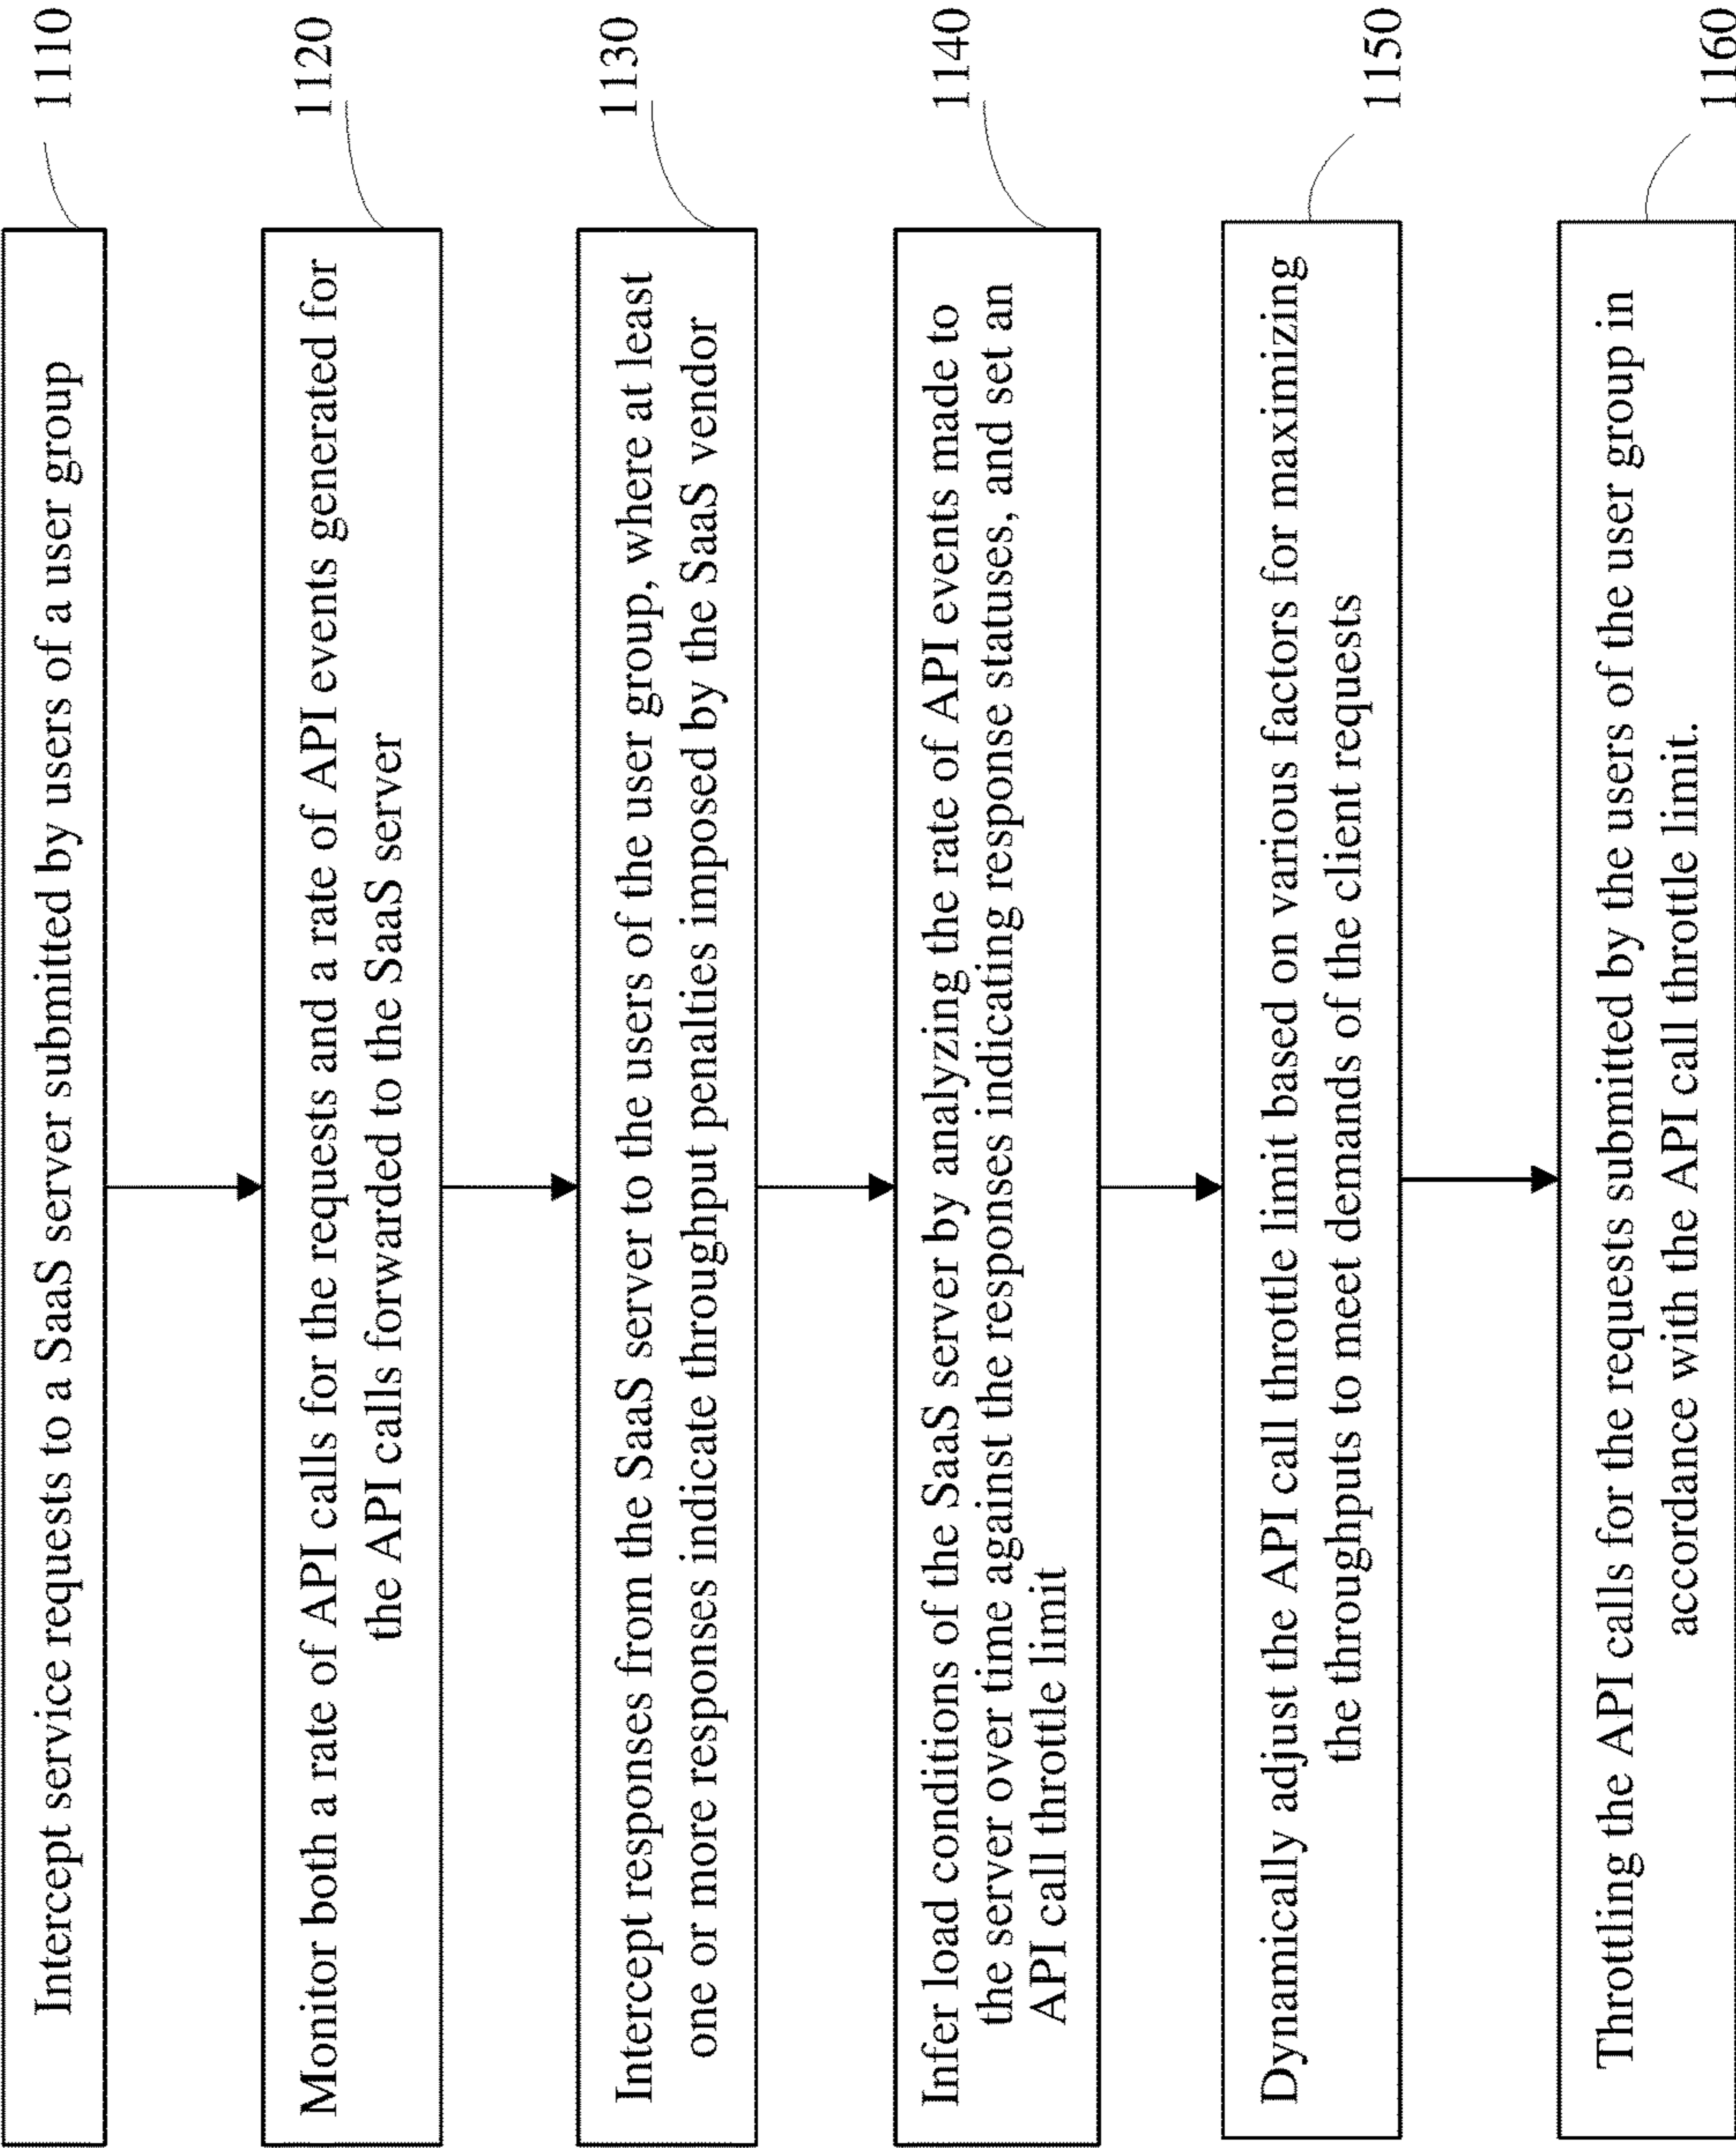 Intercept service requests to a SaaS server submitted by users of a user group
1110
Monitor both a rate of API calls for the requests and a rate of API events generated for
the API calls forwarded to the SaaS server
1120
Intercept responses from the SaaS server to the users of the user group, where at least
one or more responses indicate throughput penalties imposed by the SaaS vendor
1130
Infer load conditions of the SaaS server by analyzing the rate of API events made to
the server over time against the responses indicating response statuses, and set an
API call throttle limit
1140
Dynamically adjust the API call throttle limit based on various factors for maximizing
the throughputs to meet demands of the client requests
1150
Throttling the API calls for the requests submitted by the users of the user group in
accordance with the API call throttle limit.
1160